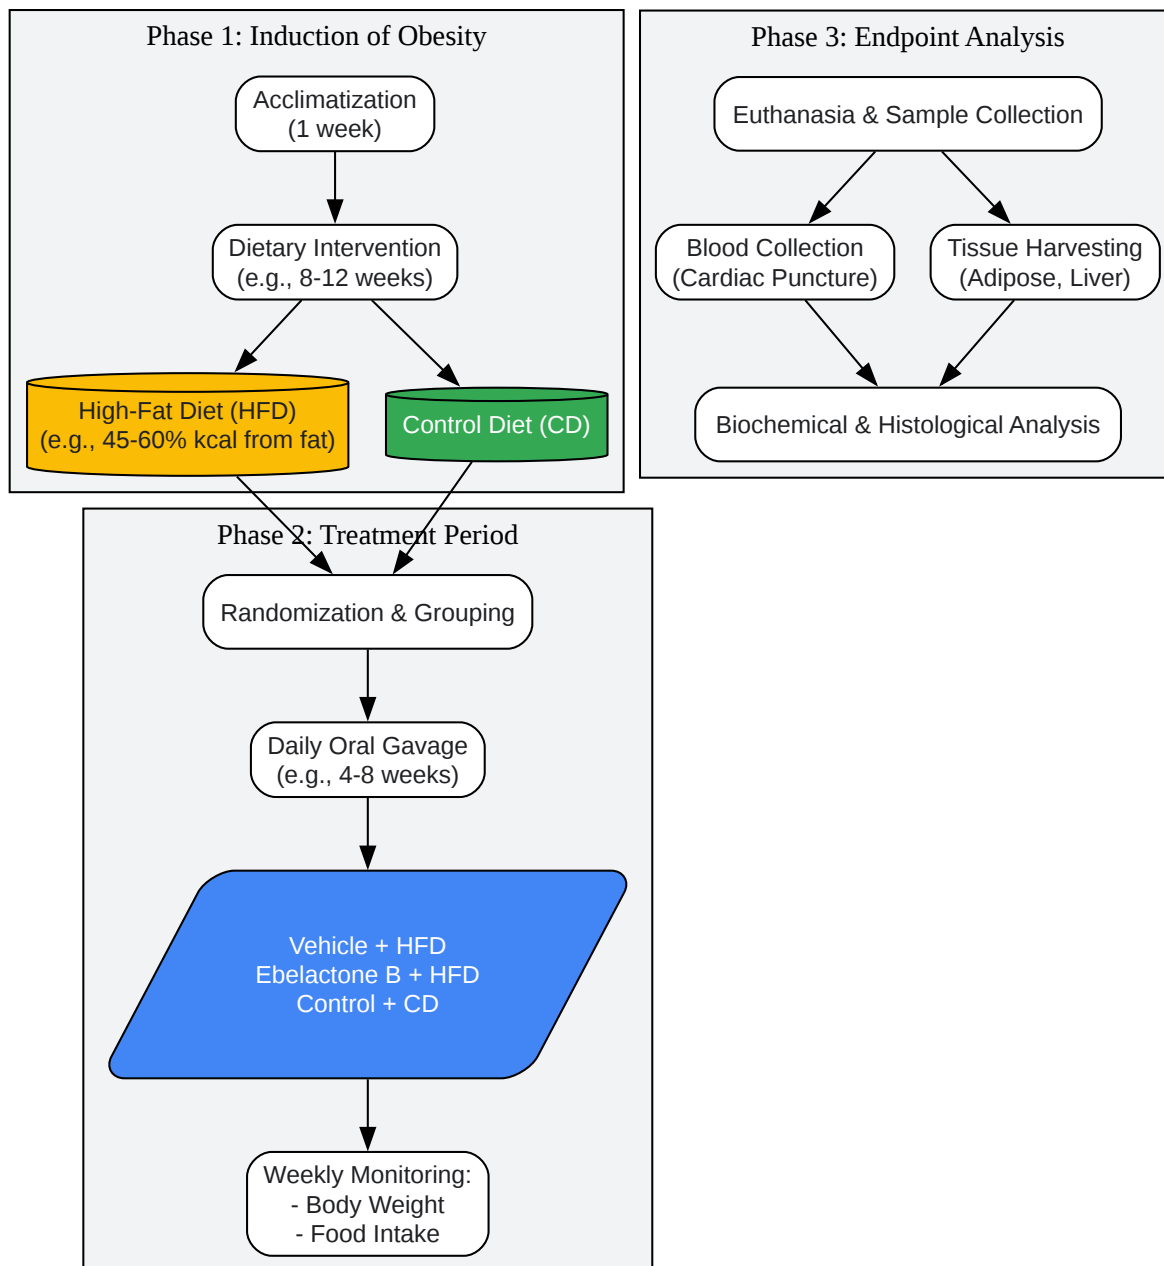 Phase 1: Induction of Obesity
Acclimatization
(1 week)
Dietary Intervention
(e.g., 8-12 weeks)
High-Fat Diet (HFD)
(e.g., 45-60% kcal from fat)
Control Diet (CD)
Phase 2: Treatment Period
Randomization & Grouping
Daily Oral Gavage
(e.g., 4-8 weeks)
Vehicle + HFD
Ebelactone B + HFD
Control + CD
Weekly Monitoring:
- Body Weight
- Food Intake
Phase 3: Endpoint Analysis
Euthanasia & Sample Collection
Blood Collection
(Cardiac Puncture)
Tissue Harvesting
(Adipose, Liver)
Biochemical & Histological Analysis